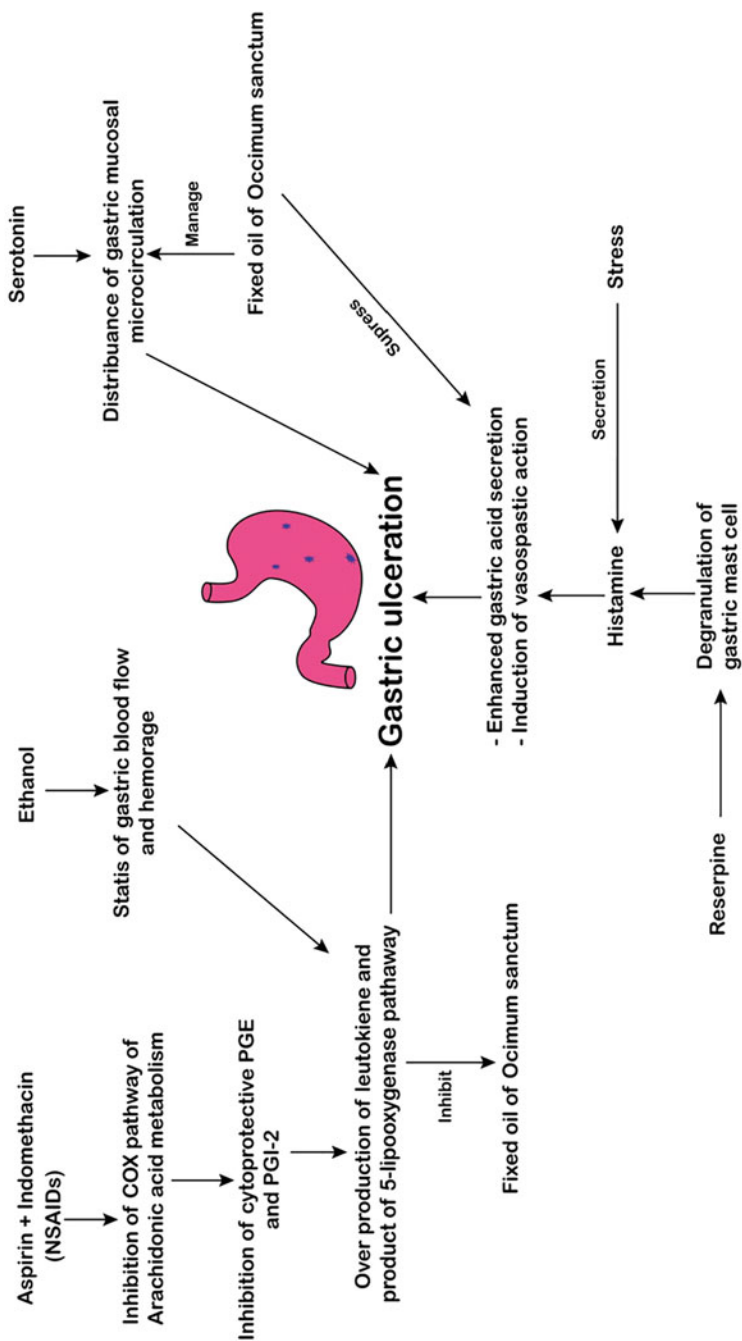 Aspirin + Indomethacin
(NSAIDs)
Inhibition of COX pathway of
Arachidonic acid metabolism
Inhibition of cytoprotective PGE
and PGI-2
Over production of leutokiene and
product of 5-lipooxygenase pathaway
Inhibit
Fixed oil of Ocimum sanctum
Ethanol
Statis of gastric blood flow
and hemorage
Gastric ulceration
Serotonin
Distribuance of gastric mucosal
microcirculation
Manage
Fixed oil of Occimum sanctum
Supress
- Enhanced gastric acid secretion
- Induction of vasospastic action
Histamine
Secretion
Stress
Degranulation of
gastric mast cell
Reserpine